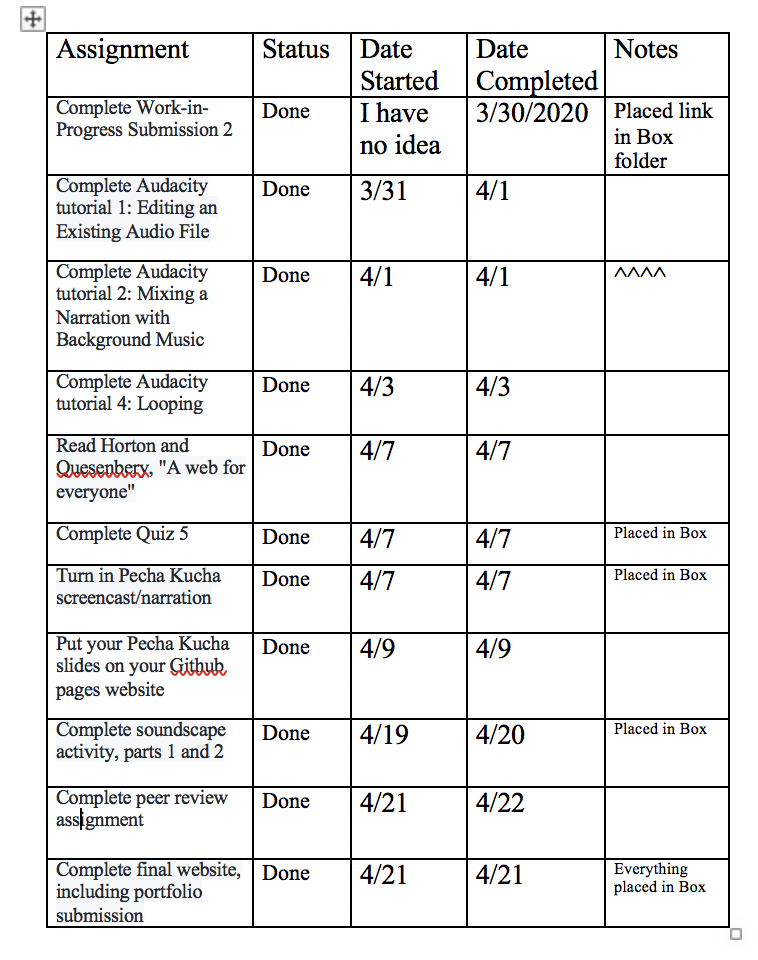 Assignment Status Date Started Date Completed Notes
Complete Work-in-
Progress Submission 2
Done
I have
no idea
3/30/2020
Placed link
in Box
folder
Complete Audacity
tutorial 1: Editing an
Existing Audio File
Done
3/31
4/1
Complete Audacity
tutorial 2: Mixing a
Narration with
Background Music
Done
4/1
4/1
^^^^
Complete Audacity
tutorial 4: Looping
Done
4/3
4/3
Read Horton and
Quesenbery, "A web for
everyone"
Done
4/7
4/7
Complete Quiz 5
Done
4/7
4/7
Placed in Box
Turn in Pecha Kucha
screencast/narration
Done
4/7
4/7
Placed in Box
Put your Pecha Kucha
slides on your Github
pages website
Done
4/9
4/9
Complete soundscape
activity, parts 1 and 2
Done
4/19
4/20
Placed in Box
Complete peer review
assignment
Done
4/21
4/22
Complete final website,
including portfolio
submission
Done
4/21
4/21
Everything
placed in Box